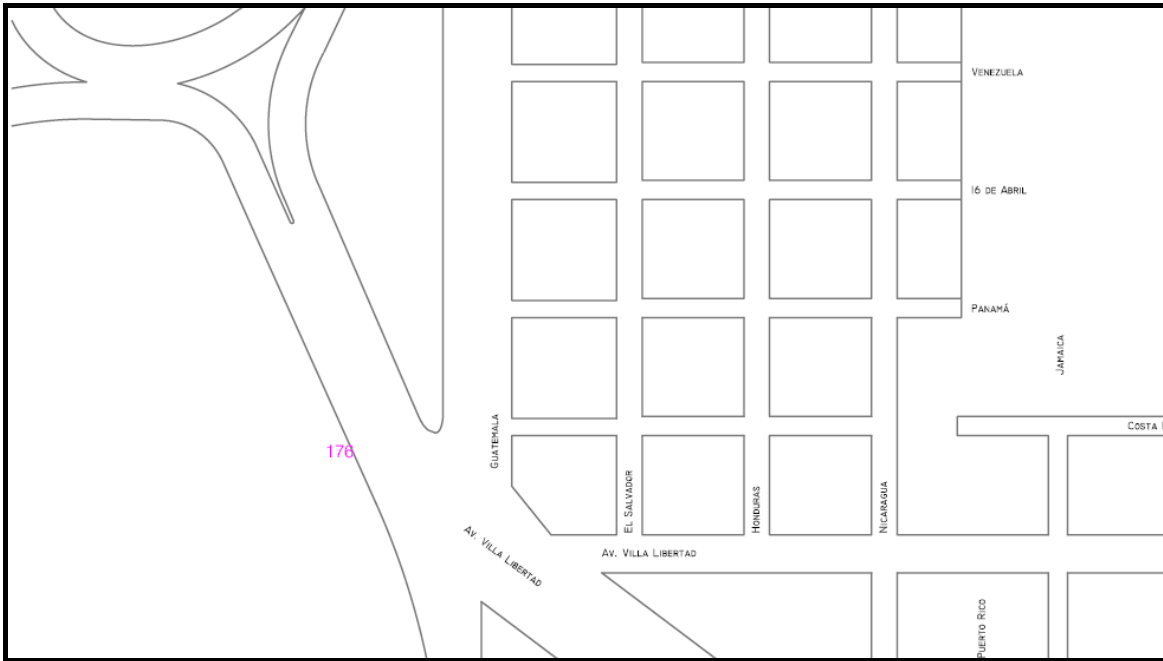 VENEZUELA
16 DE ABRIL
PANAMÁ
JAMAICA
GUATEMALA
COSTA
176
EL SALVADOR
HONDURAS
NICARAGUA
AV. VILLA LIBERTAD
AV. VILLA LIBERTAD
PUERTO RICO